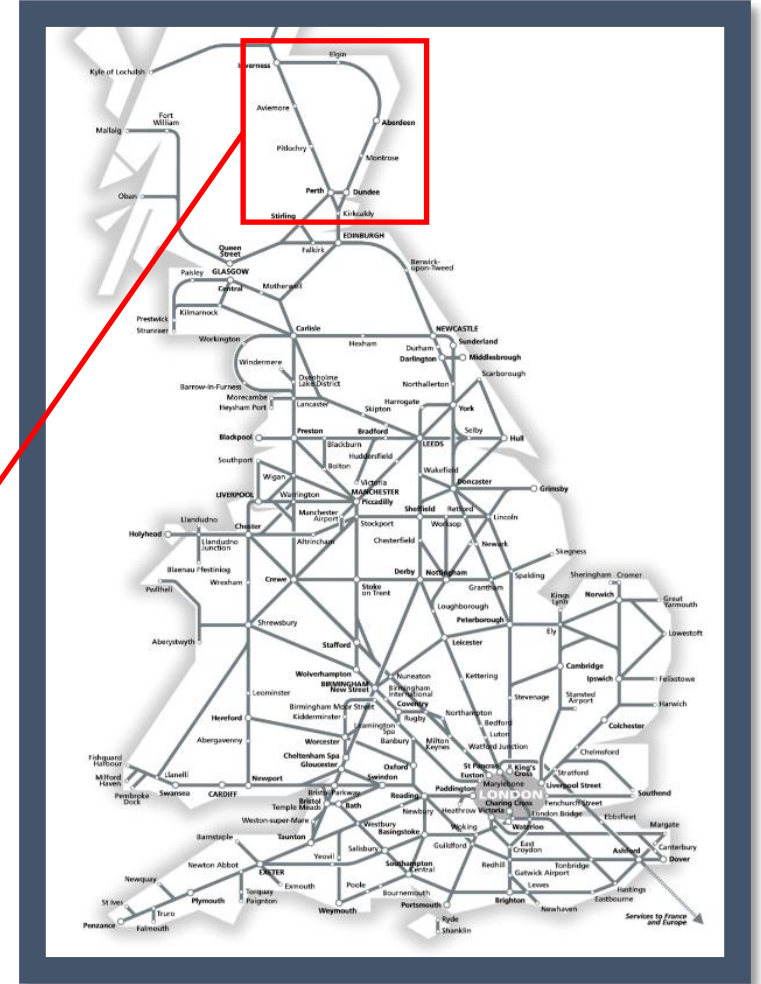 Elgin
Inverness
Kyle of Lochalsh
Aviemore
Fort
William
Mallaig
Aberdeen
Pitlochry
Montrose
Perth
Dundee
Oban
Stirling
Kirkcaldy
EDINBURGH
Queen
Street
Falkirk
Berwick-
upon-Tweed
Paisley
GLASGOW
Central
Motherwell
Prestwick
Kilmarnock
Stranraer
Carlisle
NEWCASTLE
Workington
Hexham
Sunderland
Durham
Darlington
Middlesbrough
Windermere
Oxenholme
Lake District
Scarborough
Barrow-in-Furness
Northallerton
Morecambe
Heysham Port
Lancaster
Harrogate
York
Skipton
Blackpool
Preston
Bradford
Selby
Blackburn
LEEDS
Hull
Southport
Bolton
Huddersfield
Wakefield
Wigan
Victoria
Doncaster
LIVERPOOL
Warrington
MANCHESTER
Piccadilly
Grimsby
Manchester
Airport
Sheffield
Retford
Llandudno
Stockport
Worksop
Lincoln
Holyhead
Chester
Llandudno
Junction
Altrincham
Chesterfield
Newark
Skegness
Blaenau Ffestiniog
Wrexham
Crewe
Derby
Nottingham
Spalding
Sheringham
Cromer
Pwllheli
Stoke
on Trent
Grantham
Kings
Lynn
Norwich
Great
Yarmouth
Loughborough
Shrewsbury
Peterborough
Aberystwyth
Ely
Lowestoft
Stafford
Leicester
Wolverhampton
Cambridge
BIRMINGHAM
New Street
Nuneaton
Kettering
Ipswich
Felixstowe
Birmingham
International
Leominster
Stevenage
Stansted
Airport
Birmingham Moor Street
Coventry
Harwich
Kidderminster
Rugby
Northampton
Hereford
Leamington
Spa
Bedford
Colchester
Worcester
Banbury
Milton
Keynes
Luton
Abergavenny
Watford Junction
Chelmsford
Cheltenham Spa
Fishguard
Harbour
Gloucester
Oxford
St Pancras
King's
Cross
Stratford
Milford
Haven
Llanelli
Newport
Swindon
Euston
Liverpool Street
Marylebone
Pembroke
Dock
Swansea
CARDIFF
Bristol Parkway
Reading
Paddington
LONDON
Southend
Bristol
Temple Meads
Bath
Newbury
Heathrow
Victoria
Charing Cross
Fenchurch Street
London Bridge
Ebbsfleet
Weston-super-Mare
Westbury
Basingstoke
Woking
Waterloo
Margate
Barnstaple
Taunton
Salisbury
Guildford
East
Croydon
Canterbury
Ashford
Yeovil
Newton Abbot
Southampton
Central
Redhill
Tonbridge
Dover
EXETER
Gatwick Airport
Newquay
Exmouth
Poole
Bournemouth
Lewes
Hastings
Torquay
Paignton
Plymouth
Eastbourne
St Ives
Weymouth
Portsmouth
Brighton
Newhaven
Truro
Ryde
Penzance
Falmouth
Services to France
and Europe
Shanklin